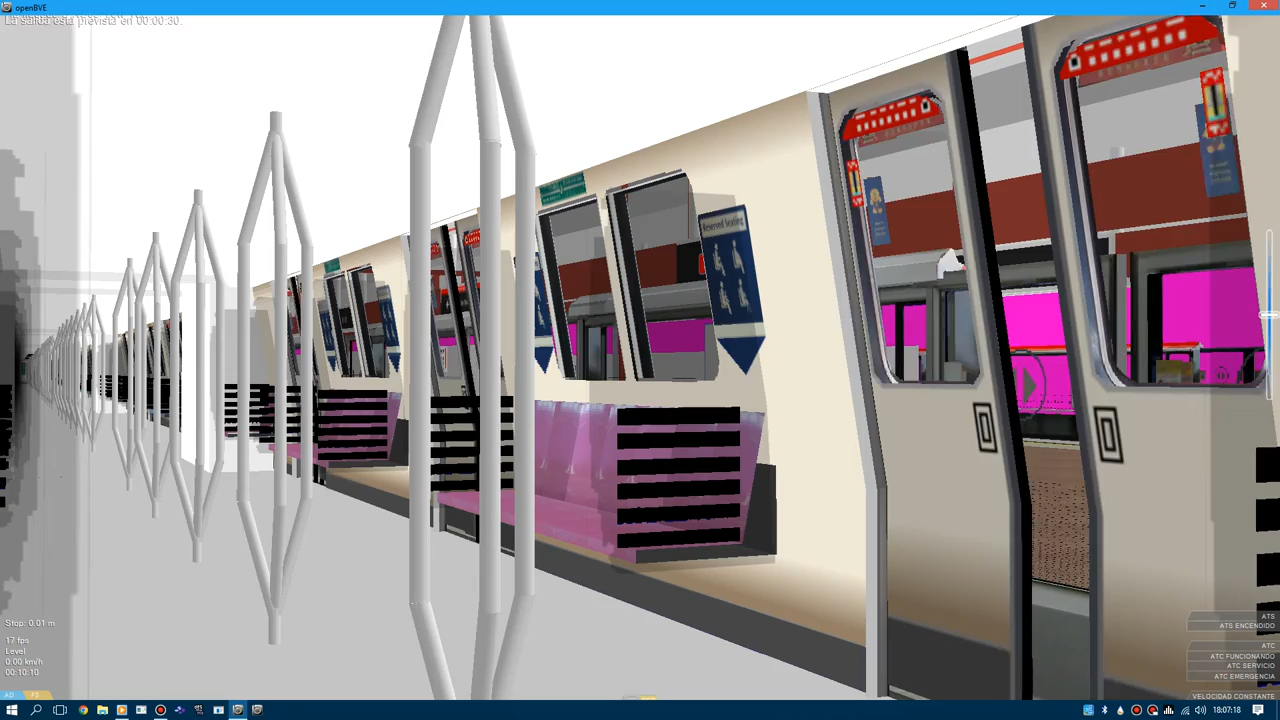 openBVE
La salida está prevista en 00:00:30.
Reserved Seating
Stop: 0.01 m
17 fps
Level
0.00 km/h
00:10:10
AD
FS
ATS
ATS ENCENDIDO
ATC
ATC FUNCIONANDO
ATC SERVICIO
ATC EMERGENCIA
VELOCIDAD CONSTANTE
18:07:18